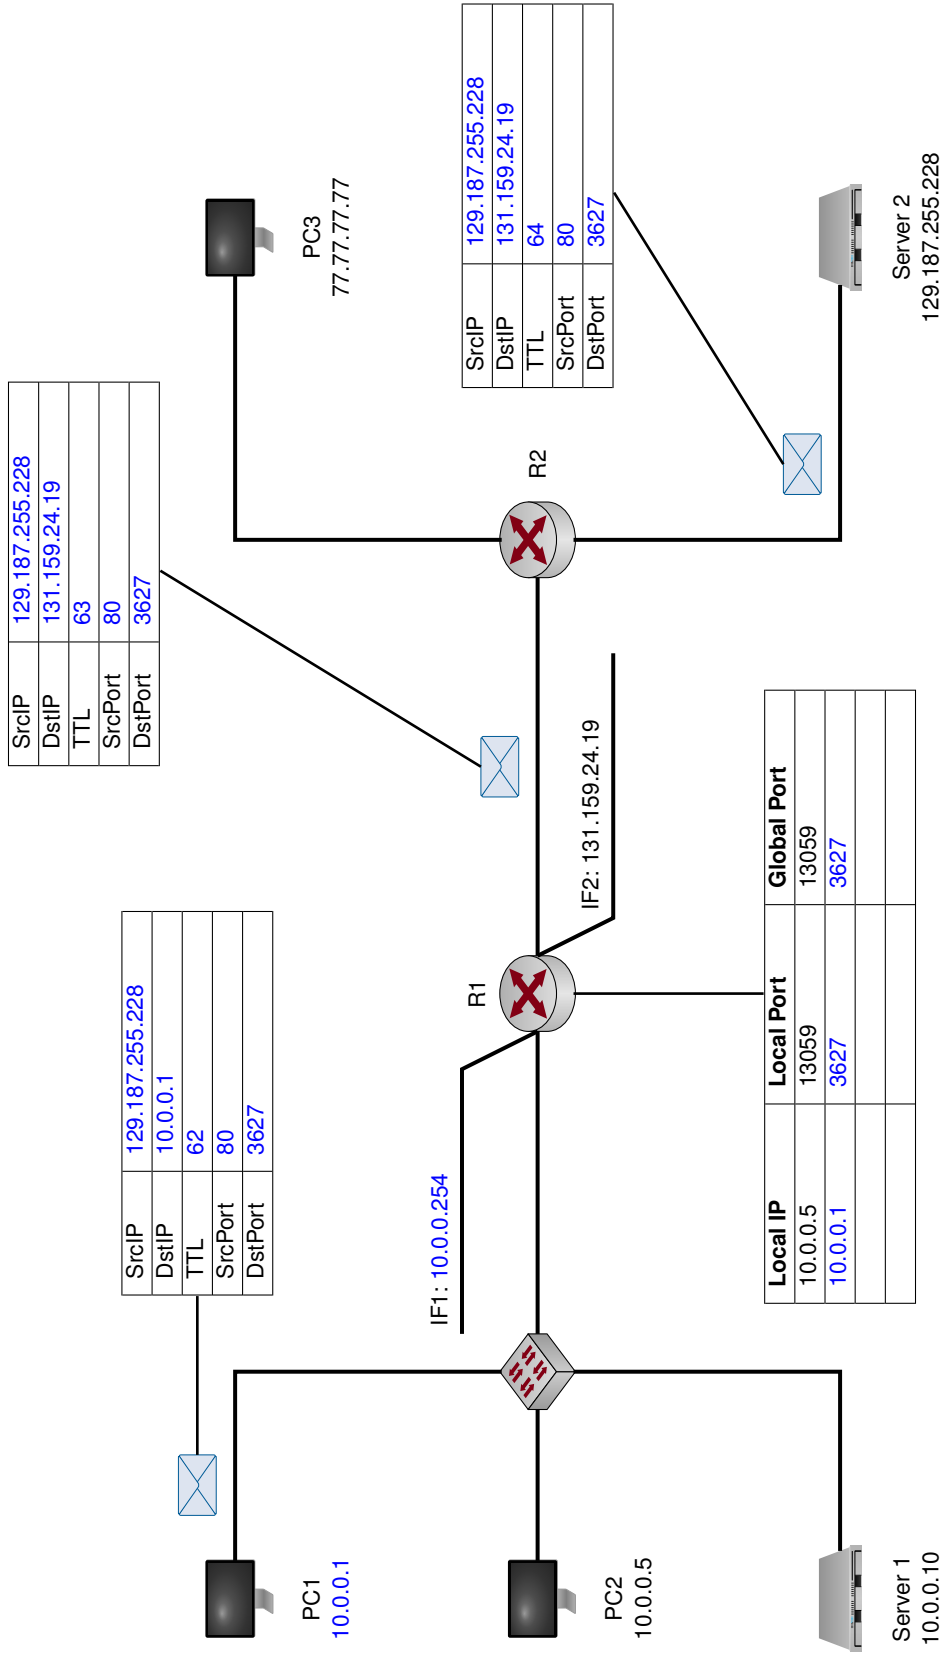 SrcIP 129.187.255.228
DstIP 131.159.24.19
TTL 63
SrcPort 80
DstPort 3627
SrcIP 129.187.255.228
DstIP 10.0.0.1
TTL 62
SrcPort 80
DstPort 3627
PC1
10.0.0.1
PC3
77.77.77.77
IF1: 10.0.0.254
R1
SrcIP 129.187.255.228
DstIP 131.159.24.19
TTL 64
SrcPort 80
DstPort 3627
R2
IF2: 131.159.24.19
PC2
10.0.0.5
Local IP Local Port Global Port
10.0.0.5 13059 13059
10.0.0.1 3627 3627
Server 1
10.0.0.10
Server 2
129.187.255.228